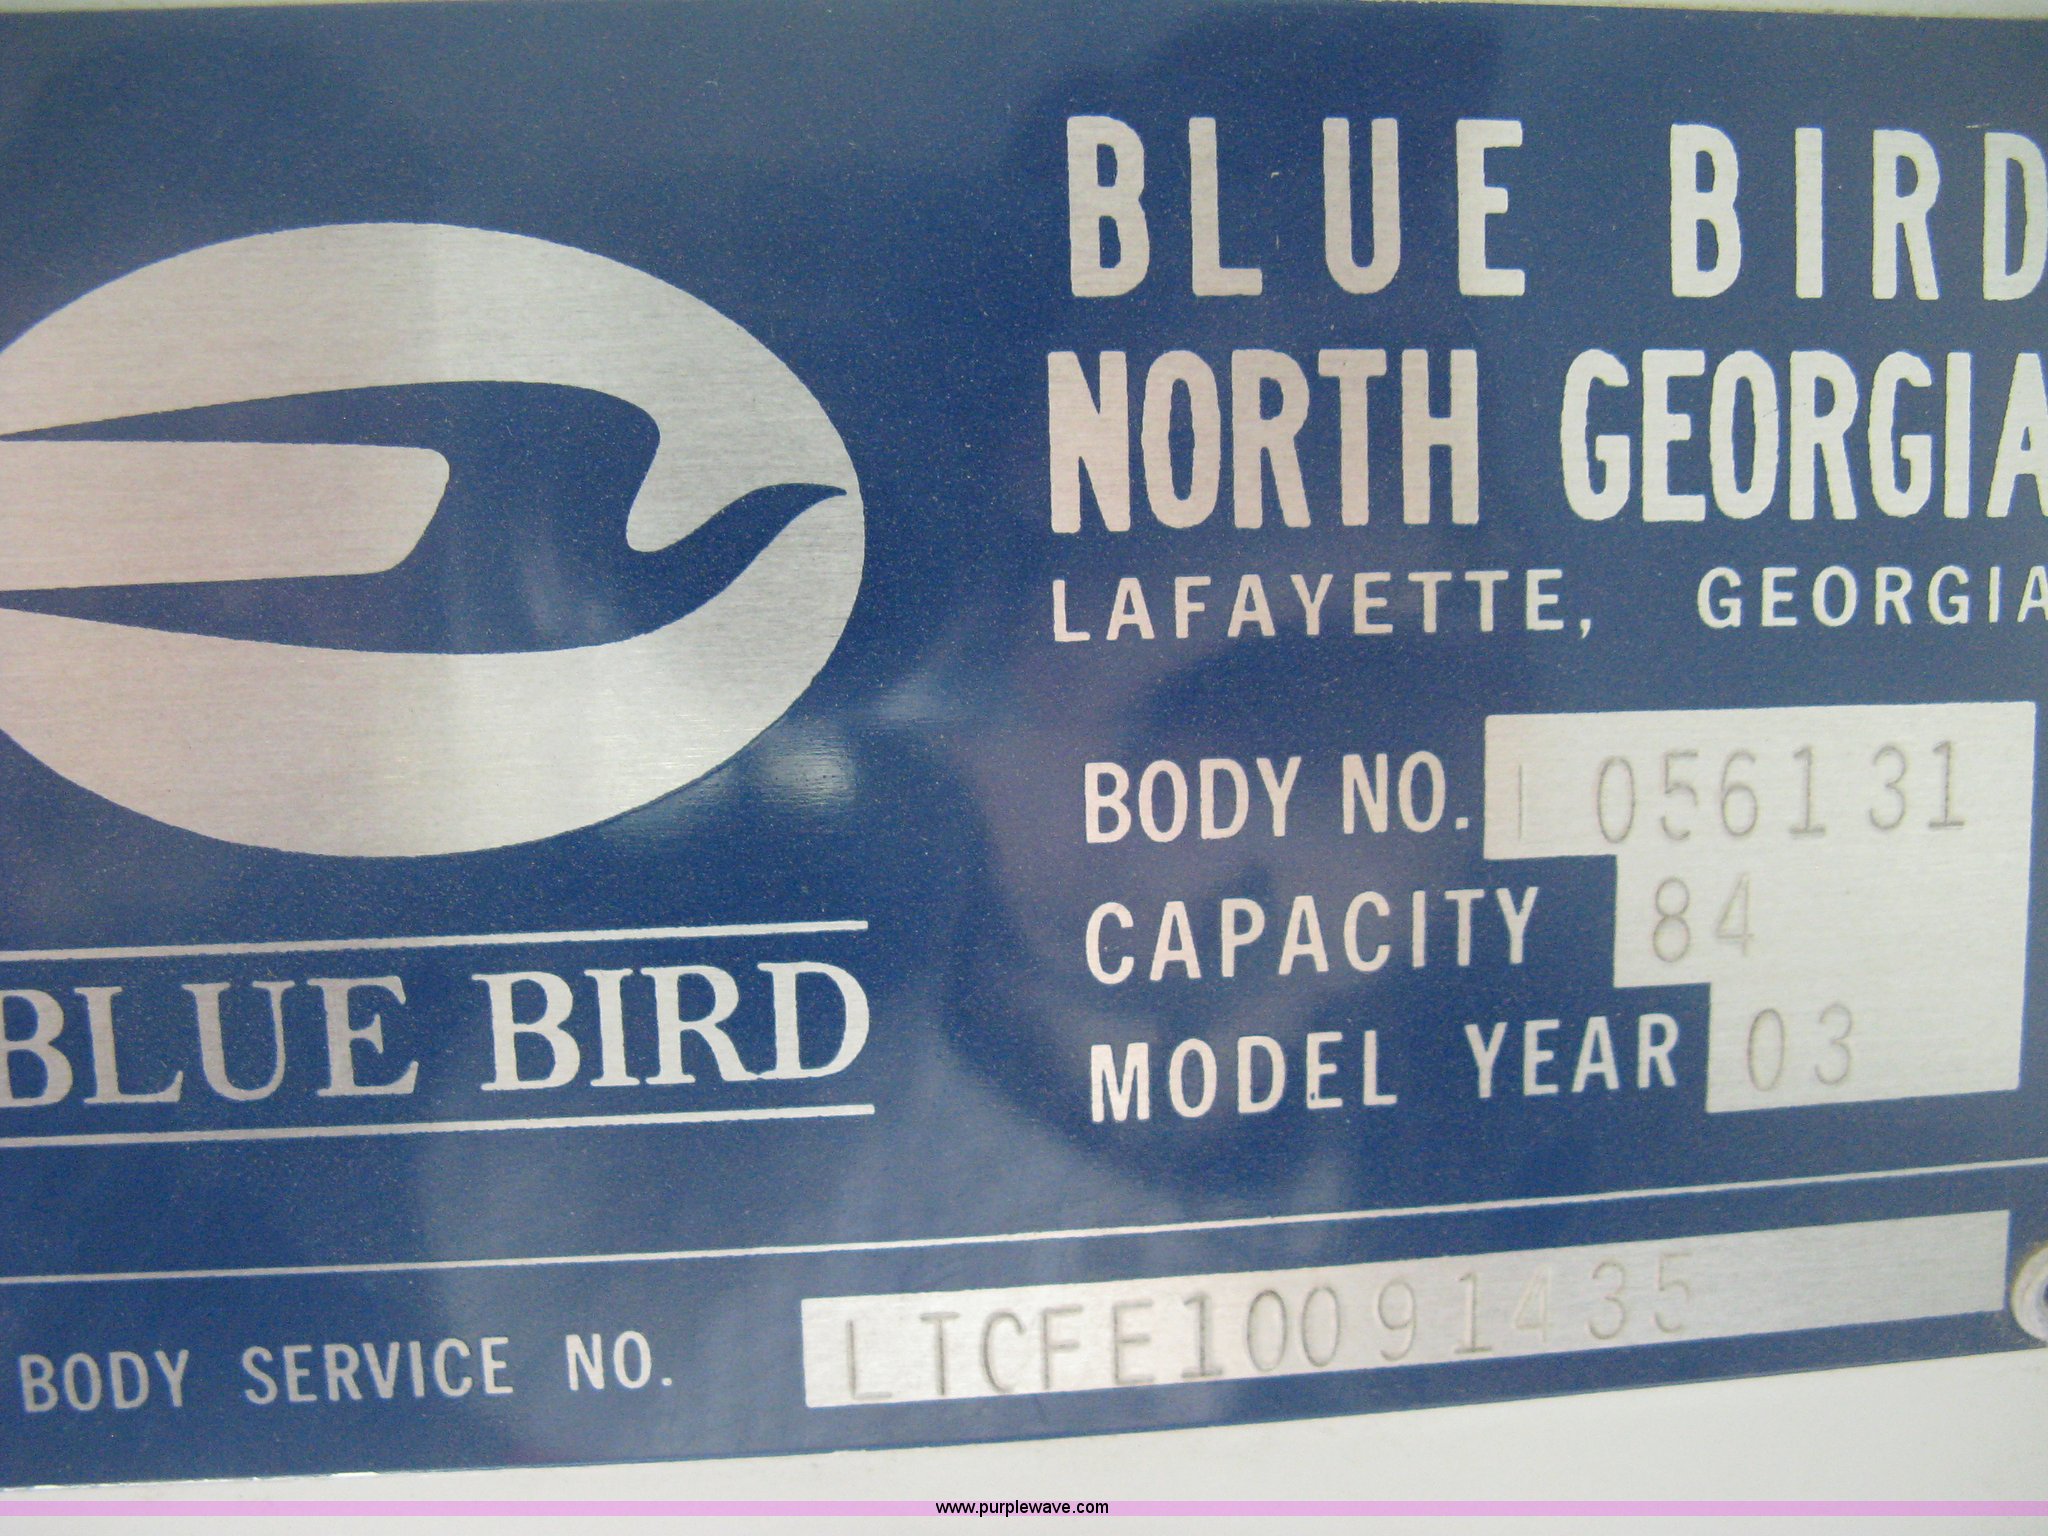 BLUE BIRD
NORTH GEORGIA
LAFAYETTE, GEORGIA
BODY NO. L 056131
CAPACITY 84
MODEL YEAR 03
BLUE BIRD
BODY SERVICE NO. LTCFE10091435
www.purplewave.com